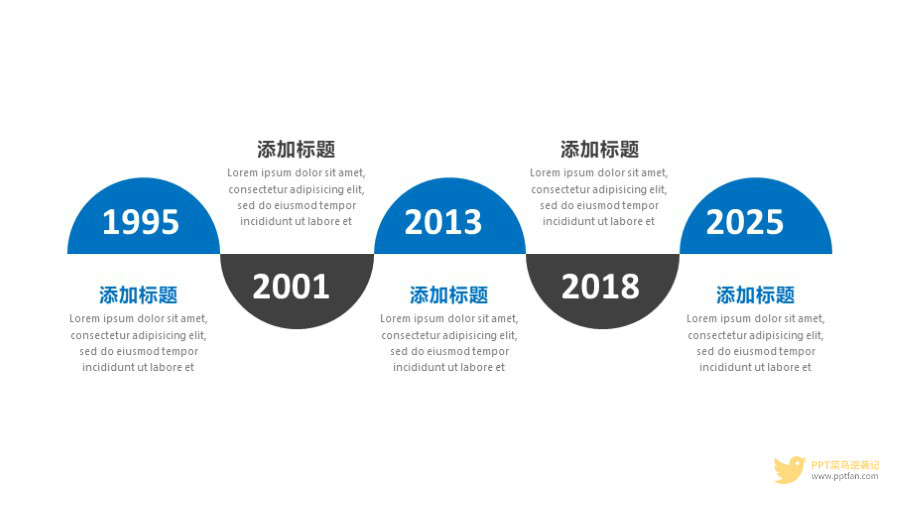 1995
添加标题
Lorem ipsum dolor sit amet,
consectetur adipisicing elit,
sed do eiusmod tempor
incididunt ut labore et
添加标题
Lorem ipsum dolor sit amet,
consectetur adipisicing elit,
sed do eiusmod tempor
incididunt ut labore et
2001
2013
添加标题
Lorem ipsum dolor sit amet,
consectetur adipisicing elit,
sed do eiusmod tempor
incididunt ut labore et
添加标题
Lorem ipsum dolor sit amet,
consectetur adipisicing elit,
sed do eiusmod tempor
incididunt ut labore et
2018
2025
添加标题
Lorem ipsum dolor sit amet,
consectetur adipisicing elit,
sed do eiusmod tempor
incididunt ut labore et
PPT菜鸟逆袭记
www.pptfan.com